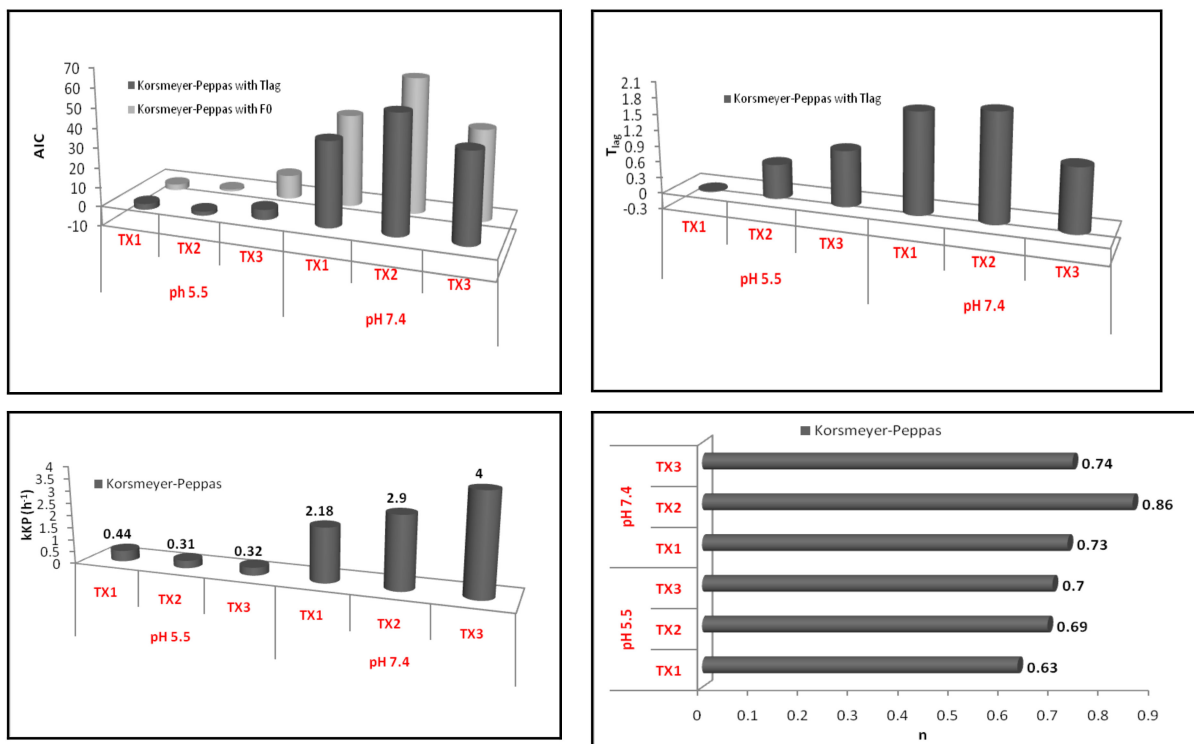 70
60
50
40
30
20
10
0
-10
AIC
Korsmeyer-Peppas with Tlag
Korsmeyer-Peppas with F0
TX1 TX2 TX3 TX1 TX2 TX3
ph 5.5 pH 7.4
2.1
1.8
1.5
1.2
0.9
0.6
0.3
0
-0.3
Tlag
Korsmeyer-Peppas with Tlag
TX1 TX2 TX3 TX1 TX2 TX3
pH 5.5 pH 7.4
4
3.5
3
2.5
2
1.5
1
0.5
0
kKP (h-1)
Korsmeyer-Peppas
0.44 0.31 0.32 2.18 2.9 4
TX1 TX2 TX3 TX1 TX2 TX3
pH 5.5 pH 7.4
Korsmeyer-Peppas
pH 7.4
TX3 0.74
TX2 0.86
TX1 0.73
pH 5.5
TX3 0.7
TX2 0.69
TX1 0.63
0 0.1 0.2 0.3 0.4 0.5 0.6 0.7 0.8 0.9
n